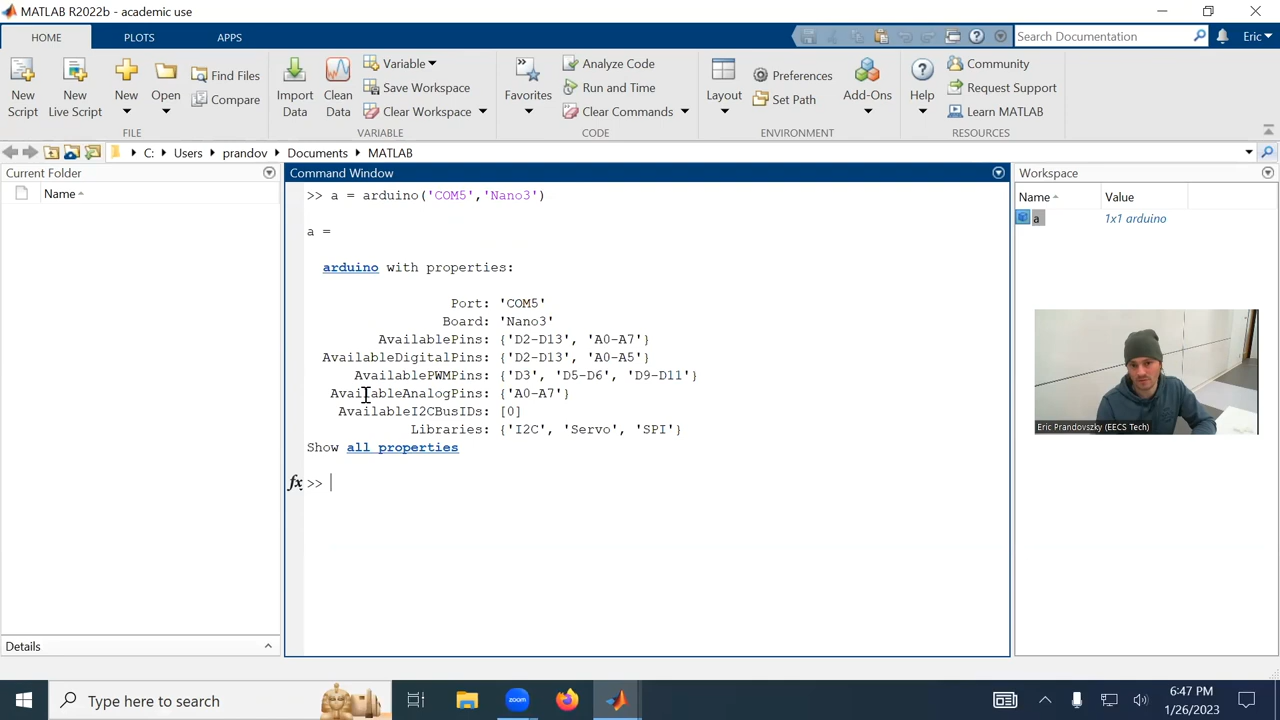 MATLAB R2022b - academic use
HOME PLOTS APPS
Search Documentation
Eric
New Script
New Live Script
New
Open
Find Files
Compare
FILE
Import Data
Clean Data
Variable
Save Workspace
Clear Workspace
VARIABLE
Favorites
Analyze Code
Run and Time
Clear Commands
CODE
Layout
Preferences
Set Path
Add-Ons
ENVIRONMENT
Help
Community
Request Support
Learn MATLAB
RESOURCES
C: Users prandov Documents MATLAB
Current Folder
Name
Details
Command Window
>> a = arduino('COM5','Nano3')
a =
arduino with properties:
Port: 'COM5'
Board: 'Nano3'
AvailablePins: {'D2-D13', 'A0-A7'}
AvailableDigitalPins: {'D2-D13', 'A0-A5'}
AvailablePWMPins: {'D3', 'D5-D6', 'D9-D11'}
AvailableAnalogPins: {'A0-A7'}
AvailableI2CBusIDs: [0]
Libraries: {'I2C', 'Servo', 'SPI'}
Show all properties
fx >>
Workspace
Name Value
a 1x1 arduino
Eric Prandovszky (EECS Tech)
Type here to search
zoom
6:47 PM
1/26/2023